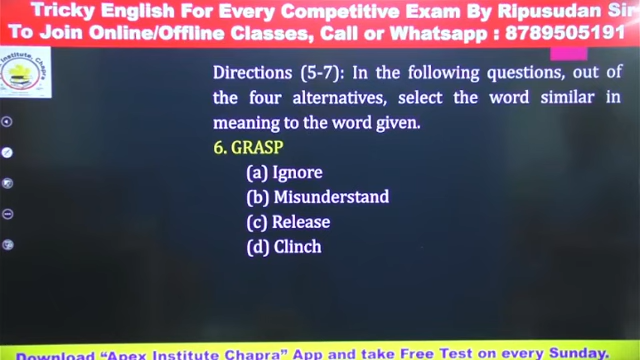 Tricky English For Every Competitive Exam By Ripusudan Sir
To Join Online/Offline Classes, Call or Whatsapp : 8789505191
Institute, Chapra
Directions (5-7): In the following questions, out of
the four alternatives, select the word similar in
meaning to the word given.
6. GRASP
(a) Ignore
(b) Misunderstand
(c) Release
(d) Clinch
Download "Apex Institute Chapra" App and take Free Test on every Sunday.